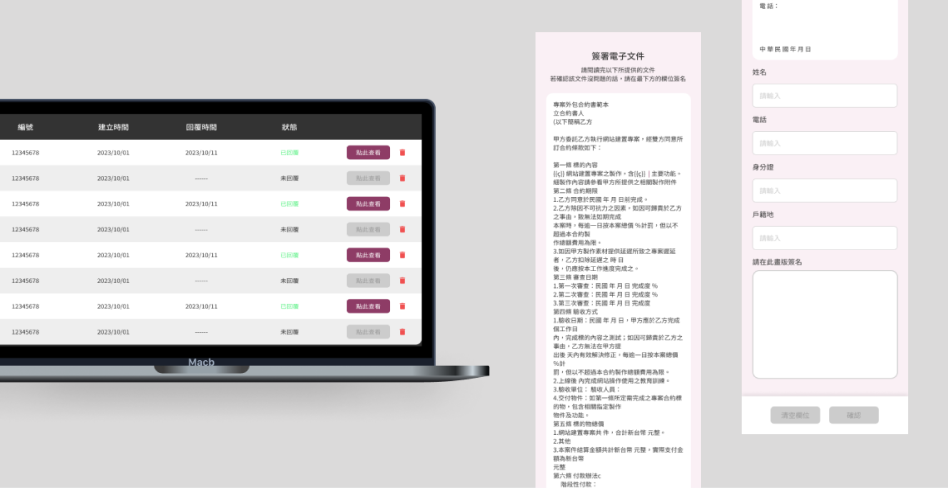 編號 建立時間 回覆時間 狀態
12345678 2023/10/01 2023/10/11 已回覆 點此查看
12345678 2023/10/01 ------ 未回覆 點此查看
12345678 2023/10/01 2023/10/11 已回覆 點此查看
12345678 2023/10/01 ------ 未回覆 點此查看
12345678 2023/10/01 2023/10/11 已回覆 點此查看
12345678 2023/10/01 ------ 未回覆 點此查看
12345678 2023/10/01 2023/10/11 已回覆 點此查看
12345678 2023/10/01 ------ 未回覆 點此查看
Macb
簽署電子文件
請閱讀完以下所提供的文件
若確認該文件沒問題的話，請在最下方的欄位簽名
專案外包合約書範本
立合約書人
(以下簡稱乙方
甲方委託乙方執行網站建置專案，經雙方同意所
訂合約條款如下：
第一條 標的內容
{{q}} 網站建置專案之製作，含{{q}}｜主要功能。
細製作內容請參看甲方所提供之相關製作附件
第二條 合約期限
1.乙方同意於民國 年 月 日前完成。
2.乙方除因不可抗力之因素，如因可歸責於乙方
之事由，致無法如期完成
本案時，每逾一日按本案總價 %計罰，但以不
超過本合約製
作總額費用為限。
3.如因甲方製作素材提供延遲所致之專案遲延
者，乙方扣除延遲之 時 日
後，仍應按本工作進度完成之。
第三條 審查日期
1.第一次審查：民國 年 月 日 完成度 %
2.第二次審查：民國 年 月 日 完成度 %
3.第三次審查：民國 年 月 日 完成度
第四條 驗收方式
1.驗收日期：民國 年 月 日，甲方應於乙方完成
個工作日
內，完成標的內容之測試；如因可歸責於乙方之
事由，乙方無法在甲方提
出後 天內有效解決修正，每逾一日按本案總價
%計
罰，但以不超過本合約製作總額費用為限。
2.上線後 內完成網站操作使用之教育訓練。
3.驗收單位： 驗收人員：
4.交付物件：如第一條所定需完成之專案合約標
的物，包含相關指定製作
物件及功能。
第五條 標的物總價
1.網站建置專案共 件，合計新台幣 元整。
2.其他
3.本案件結算金額共計新台幣 元整，實際支付金
額為新台幣
元整
第六條 付款辦法c
階段性付款：
電話：
中華民國年月日
姓名
請輸入
電話
請輸入
身分證
請輸入
戶籍地
請輸入
請在此畫版簽名
清空欄位 確認